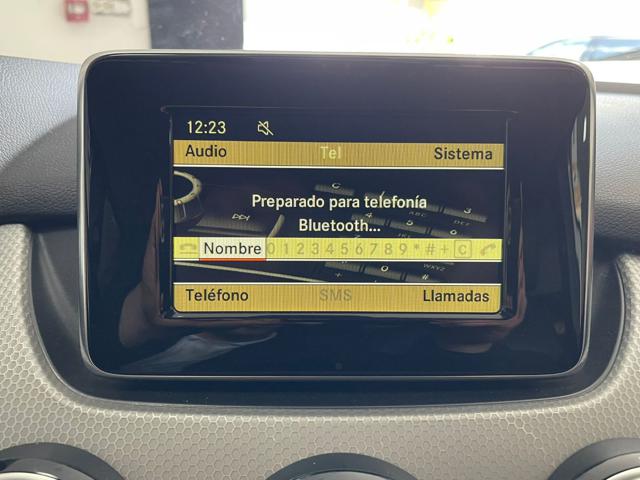 12:23
Audio Tel Sistema
Preparado para telefonía
Bluetooth...
Nombre 0 1 2 3 4 5 6 7 8 9 * # + C
Teléfono SMS Llamadas